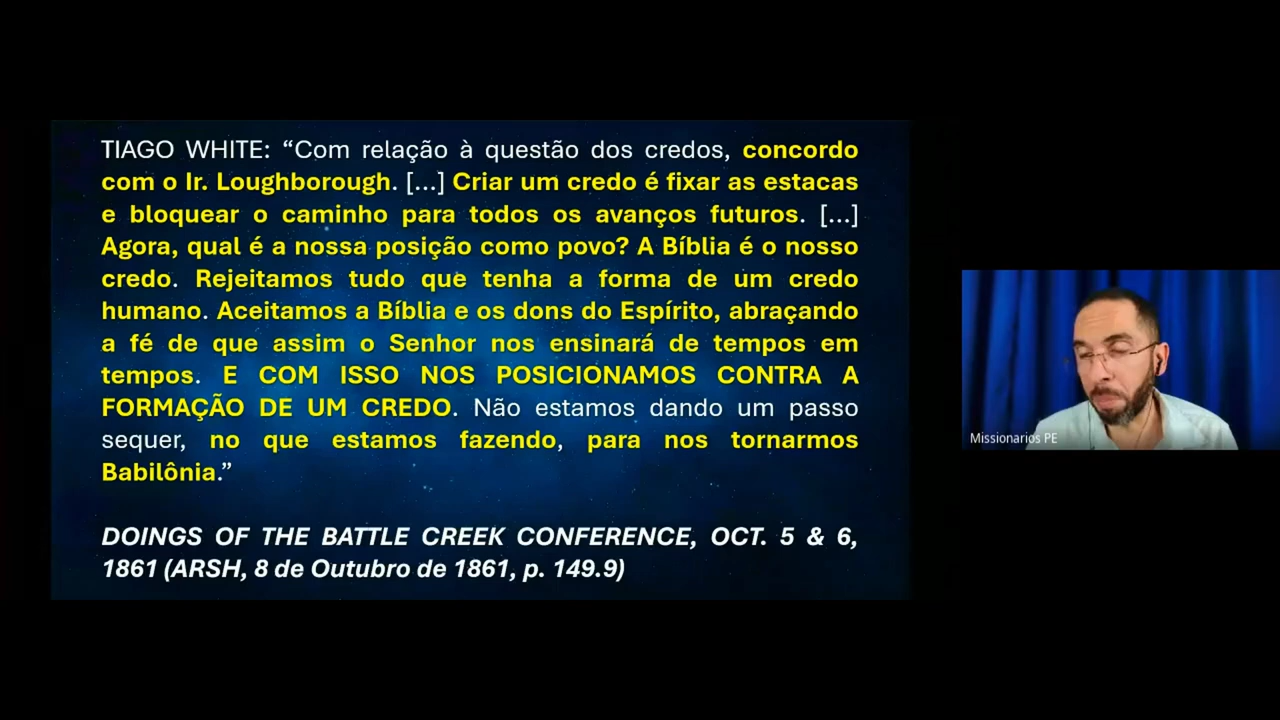 TIAGO WHITE: “Com relação à questão dos credos, concordo
com o Ir. Loughborough. [...] Criar um credo é fixar as estacas
e bloquear o caminho para todos os avanços futuros. [...]
Agora, qual é a nossa posição como povo? A Bíblia é o nosso
credo. Rejeitamos tudo que tenha a forma de um credo
humano. Aceitamos a Bíblia e os dons do Espírito, abraçando
a fé de que assim o Senhor nos ensinará de tempos em
tempos. E COM ISSO NOS POSICIONAMOS CONTRA A
FORMAÇÃO DE UM CREDO. Não estamos dando um passo
sequer, no que estamos fazendo, para nos tornarmos
Babilônia.”
DOINGS OF THE BATTLE CREEK CONFERENCE, OCT. 5 & 6,
1861 (ARSH, 8 de Outubro de 1861, p. 149.9)
Missionarios PE